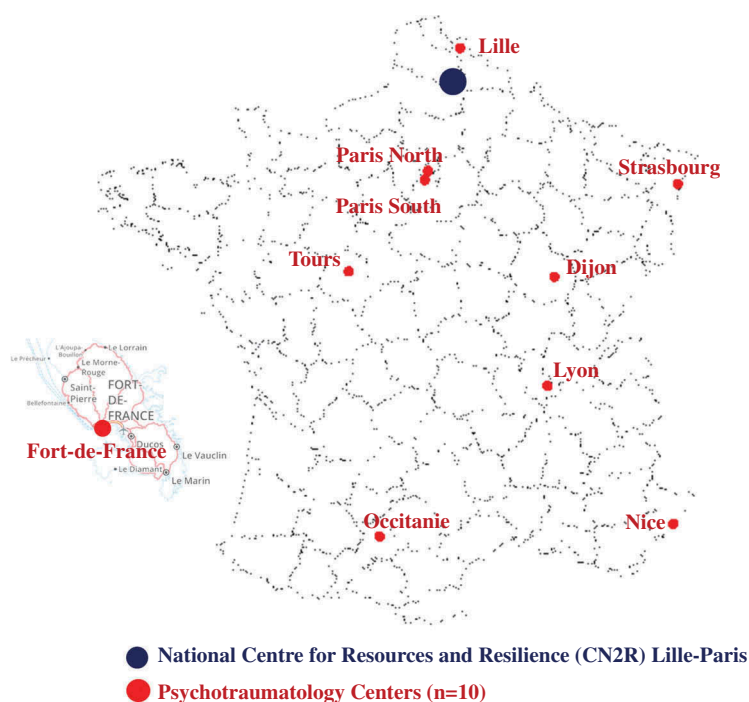 Lille
Paris North
Strasbourg
Paris South
Tours
Dijon
L'Ajoupa-
Bouillon
Le Lorrain
Le Prêcheur
Le Morne-
Rouge
FORT-
DE-
FRANCE
Saint-
Pierre
Bellefontaine
Lyon
Ducos
Fort-de-France
Le Vauclin
Le Diamant
Le Marin
Occitanie
Nice
National Centre for Resources and Resilience (CN2R) Lille-Paris
Psychotraumatology Centers (n=10)